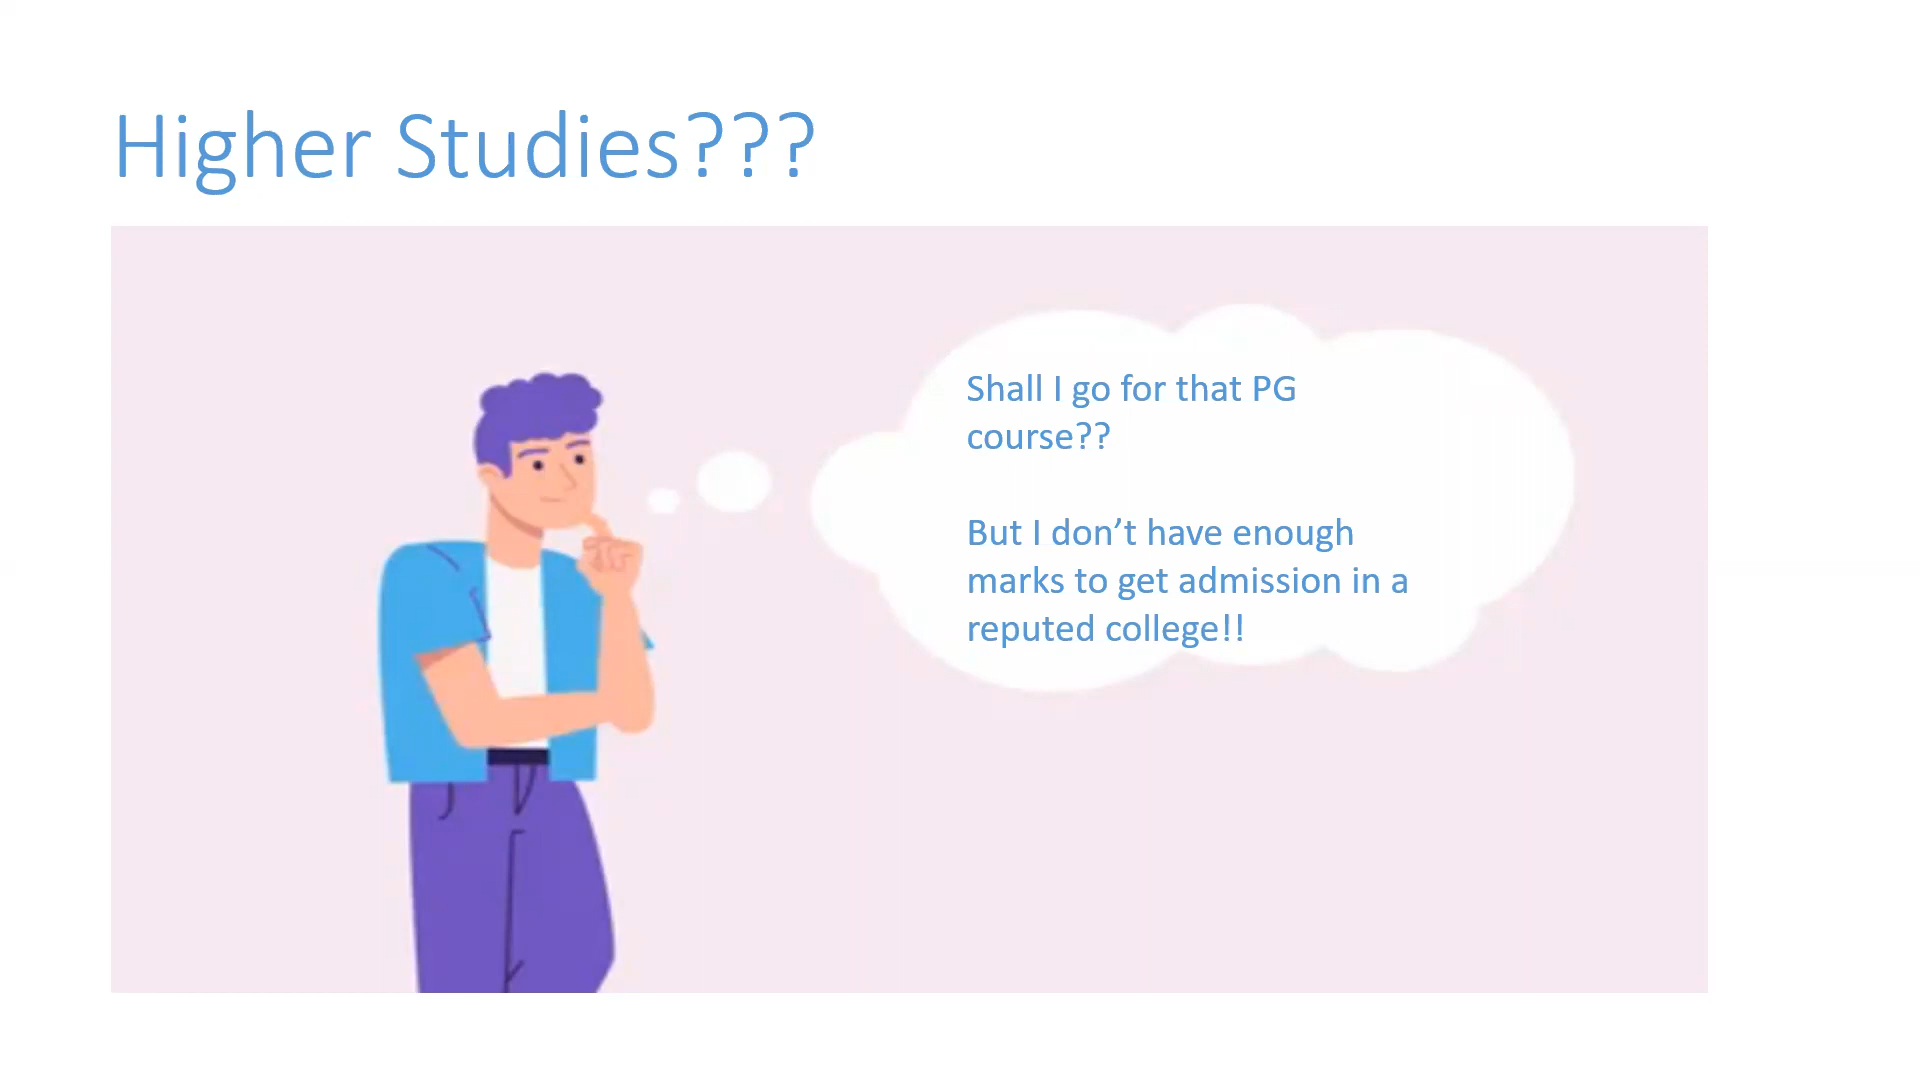 Higher Studies???
Shall I go for that PG
course??
But I don’t have enough
marks to get admission in a
reputed college!!